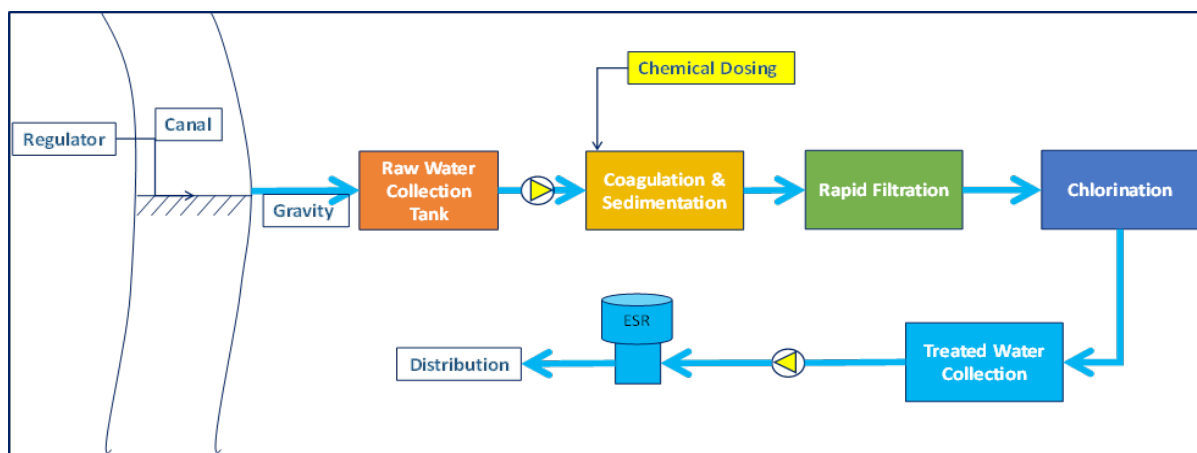 Chemical Dosing
Canal
Regulator
Raw Water
Collection
Tank
Gravity
Coagulation &
Sedimentation
Rapid Filtration
Chlorination
ESR
Distribution
Treated Water
Collection